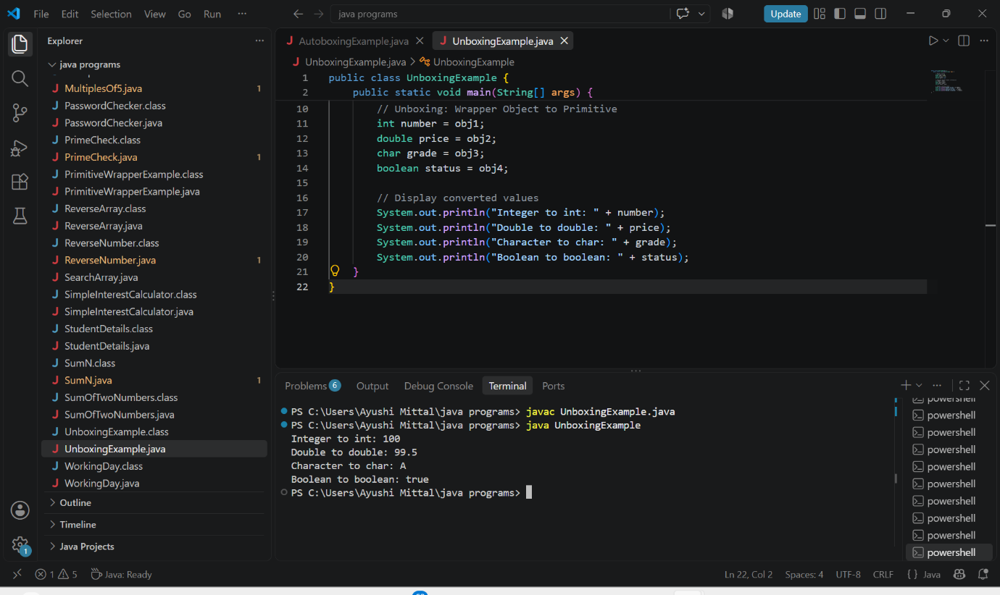 File Edit Selection View Go Run ··· java programs Update
Explorer ···
java programs
MultiplesOf5.java 1
PasswordChecker.class
PasswordChecker.java
PrimeCheck.class
PrimeCheck.java 1
PrimitiveWrapperExample.class
PrimitiveWrapperExample.java
ReverseArray.class
ReverseArray.java
ReverseNumber.class
ReverseNumber.java 1
SearchArray.java
SimpleInterestCalculator.class
SimpleInterestCalculator.java
StudentDetails.class
StudentDetails.java
SumN.class
SumN.java 1
SumOfTwoNumbers.class
SumOfTwoNumbers.java
UnboxingExample.class
UnboxingExample.java
WorkingDay.class
WorkingDay.java
Outline
Timeline
Java Projects
1
AutoboxingExample.java UnboxingExample.java
UnboxingExample.java > UnboxingExample
1 public class UnboxingExample {
2 public static void main(String[] args) {
10 // Unboxing: Wrapper Object to Primitive
11 int number = obj1;
12 double price = obj2;
13 char grade = obj3;
14 boolean status = obj4;
15
16 // Display converted values
17 System.out.println("Integer to int: " + number);
18 System.out.println("Double to double: " + price);
19 System.out.println("Character to char: " + grade);
20 System.out.println("Boolean to boolean: " + status);
21 }
22 }
Problems 6 Output Debug Console Terminal Ports
PS C:\Users\Ayushi Mittal\java programs> javac UnboxingExample.java
PS C:\Users\Ayushi Mittal\java programs> java UnboxingExample
Integer to int: 100
Double to double: 99.5
Character to char: A
Boolean to boolean: true
PS C:\Users\Ayushi Mittal\java programs>
powershell
powershell
powershell
powershell
powershell
powershell
powershell
powershell
powershell
powershell
1 5 Java: Ready Ln 22, Col 2 Spaces: 4 UTF-8 CRLF { } Java